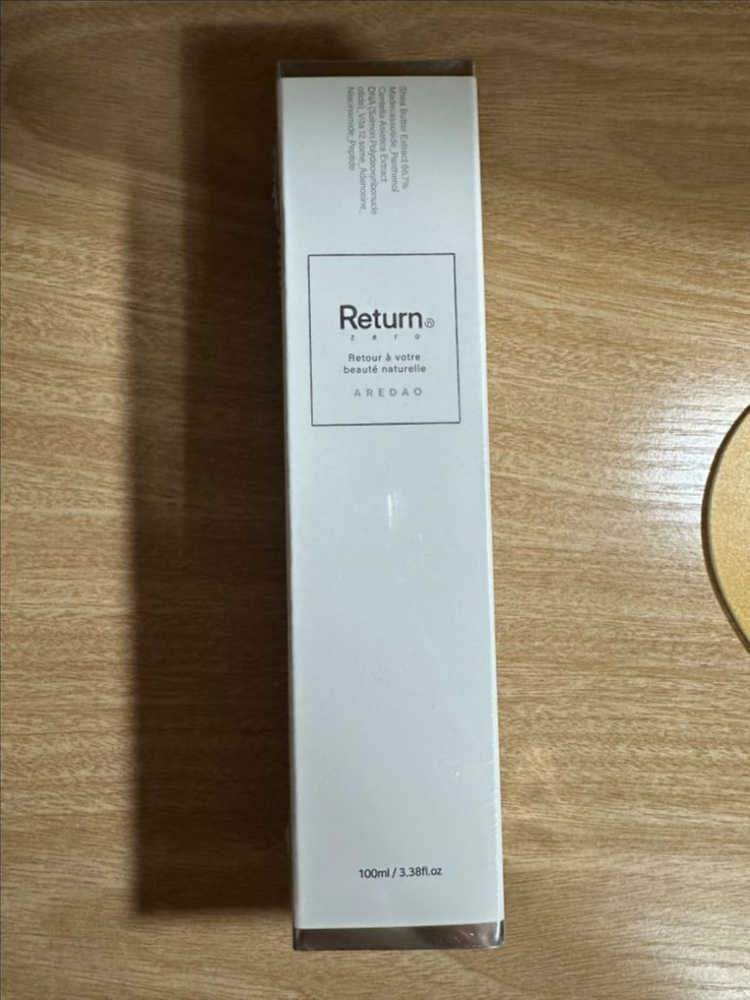 Shea Butter Extract 66.7%
Madecassoside, Panthenol
Centella Asiatica Extract
DNA (Salmon Polydeoxyribonucle
otide), Vita 12 some, Adenosine,
Niacinamide, Peptide
Return®
zero
Retour à votre
beauté naturelle
AREDAO
100ml / 3.38fl.oz